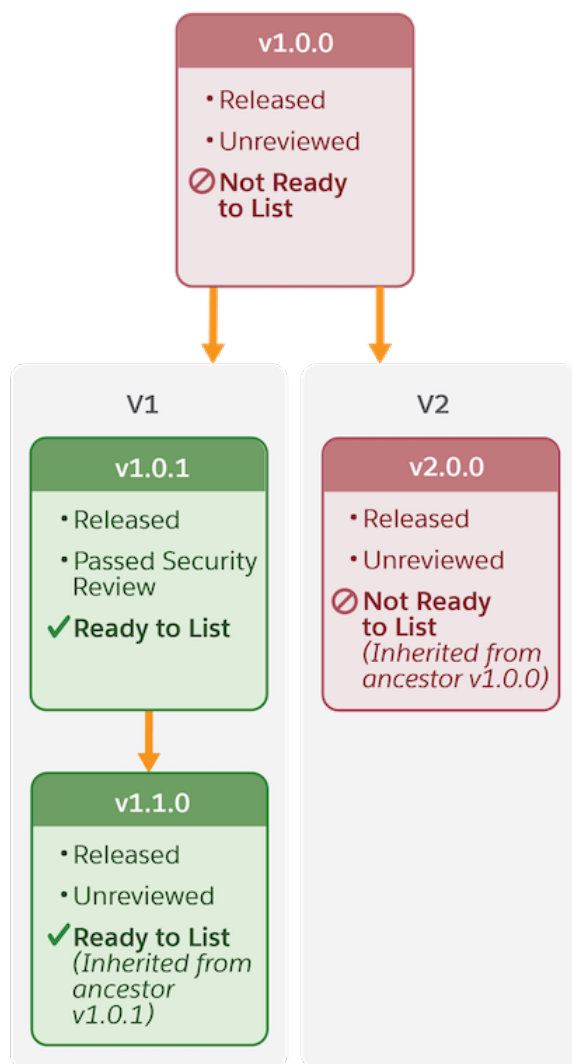 v1.0.0
• Released
• Unreviewed
Not Ready
to List
V1
v1.0.1
• Released
• Passed Security
Review
Ready to List
v1.1.0
• Released
• Unreviewed
Ready to List
(Inherited from
ancestor
v1.0.1)
V2
v2.0.0
• Released
• Unreviewed
Not Ready
to List
(Inherited from
ancestor v1.0.0)